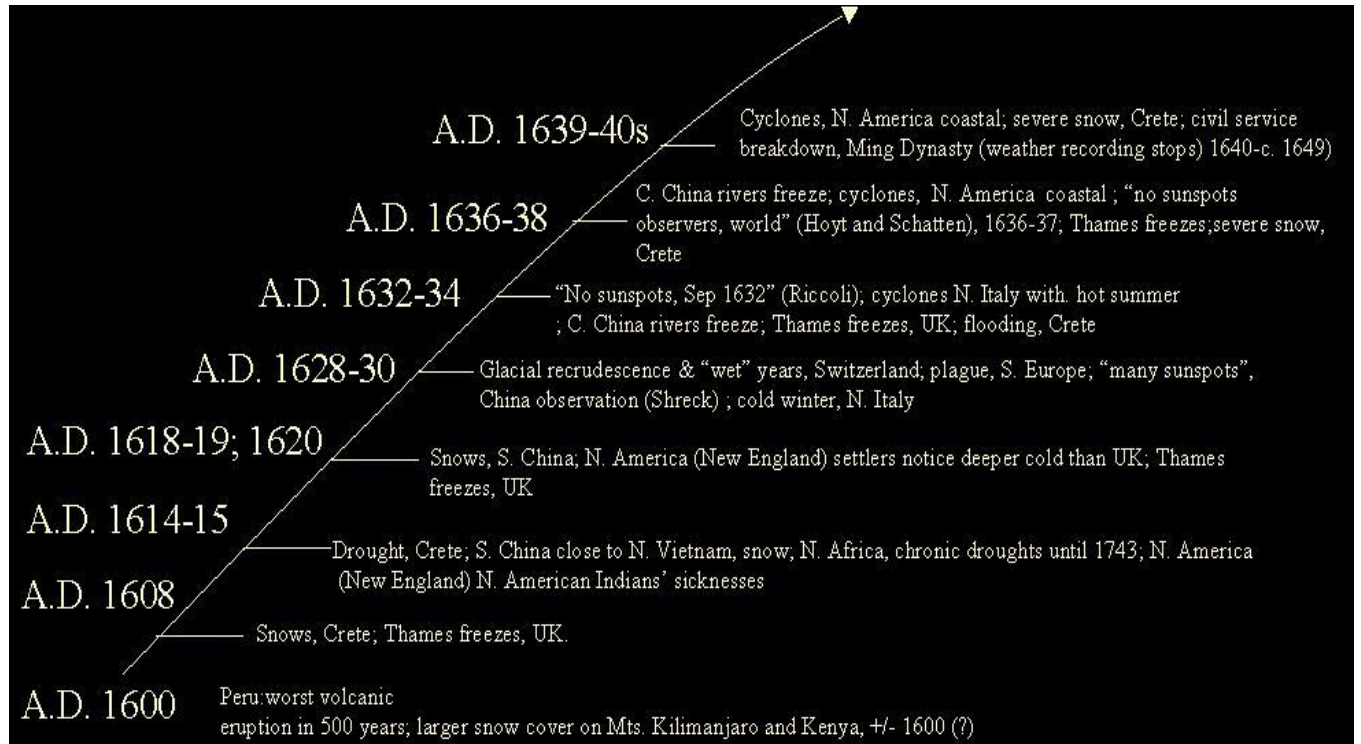 A.D. 1639-40s
Cyclones, N. America coastal; severe snow, Crete; civil service
breakdown, Ming Dynasty (weather recording stops) 1640-c. 1649)
A.D. 1636-38
C. China rivers freeze; cyclones, N. America coastal ; “no sunspots
observers, world” (Hoyt and Schatten), 1636-37; Thames freezes;severe snow,
Crete
A.D. 1632-34
“No sunspots, Sep 1632” (Riccoli); cyclones N. Italy with. hot summer
; C. China rivers freeze; Thames freezes, UK; flooding, Crete
A.D. 1628-30
Glacial recrudescence & “wet” years, Switzerland; plague, S. Europe; “many sunspots”,
China observation (Shreck) ; cold winter, N. Italy
A.D. 1618-19; 1620
Snows, S. China; N. America (New England) settlers notice deeper cold than UK; Thames
freezes, UK
A.D. 1614-15
Drought, Crete; S. China close to N. Vietnam, snow; N. Africa, chronic droughts until 1743; N. America
(New England) N. American Indians’ sicknesses
A.D. 1608
Snows, Crete; Thames freezes, UK.
A.D. 1600
Peru:worst volcanic
eruption in 500 years; larger snow cover on Mts. Kilimanjaro and Kenya, +/- 1600 (?)